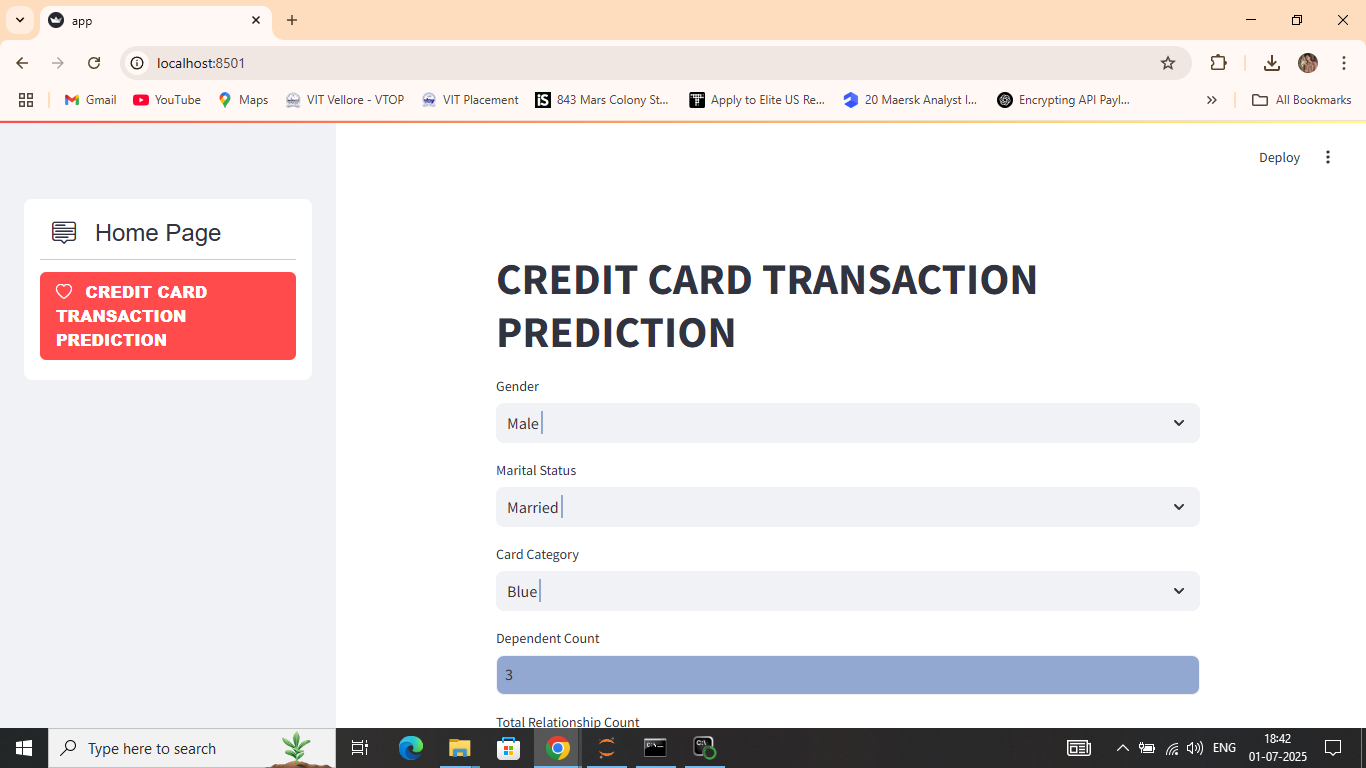 app
localhost:8501
Gmail
YouTube
Maps
VIT Vellore - VTOP
VIT Placement
843 Mars Colony St...
Apply to Elite US Re...
20 Maersk Analyst I...
Encrypting API Payl...
All Bookmarks
Deploy
Home Page
CREDIT CARD
TRANSACTION
PREDICTION
CREDIT CARD TRANSACTION
PREDICTION
Gender
Male
Marital Status
Married
Card Category
Blue
Dependent Count
3
Total Relationship Count
Type here to search
ENG
18:42
01-07-2025